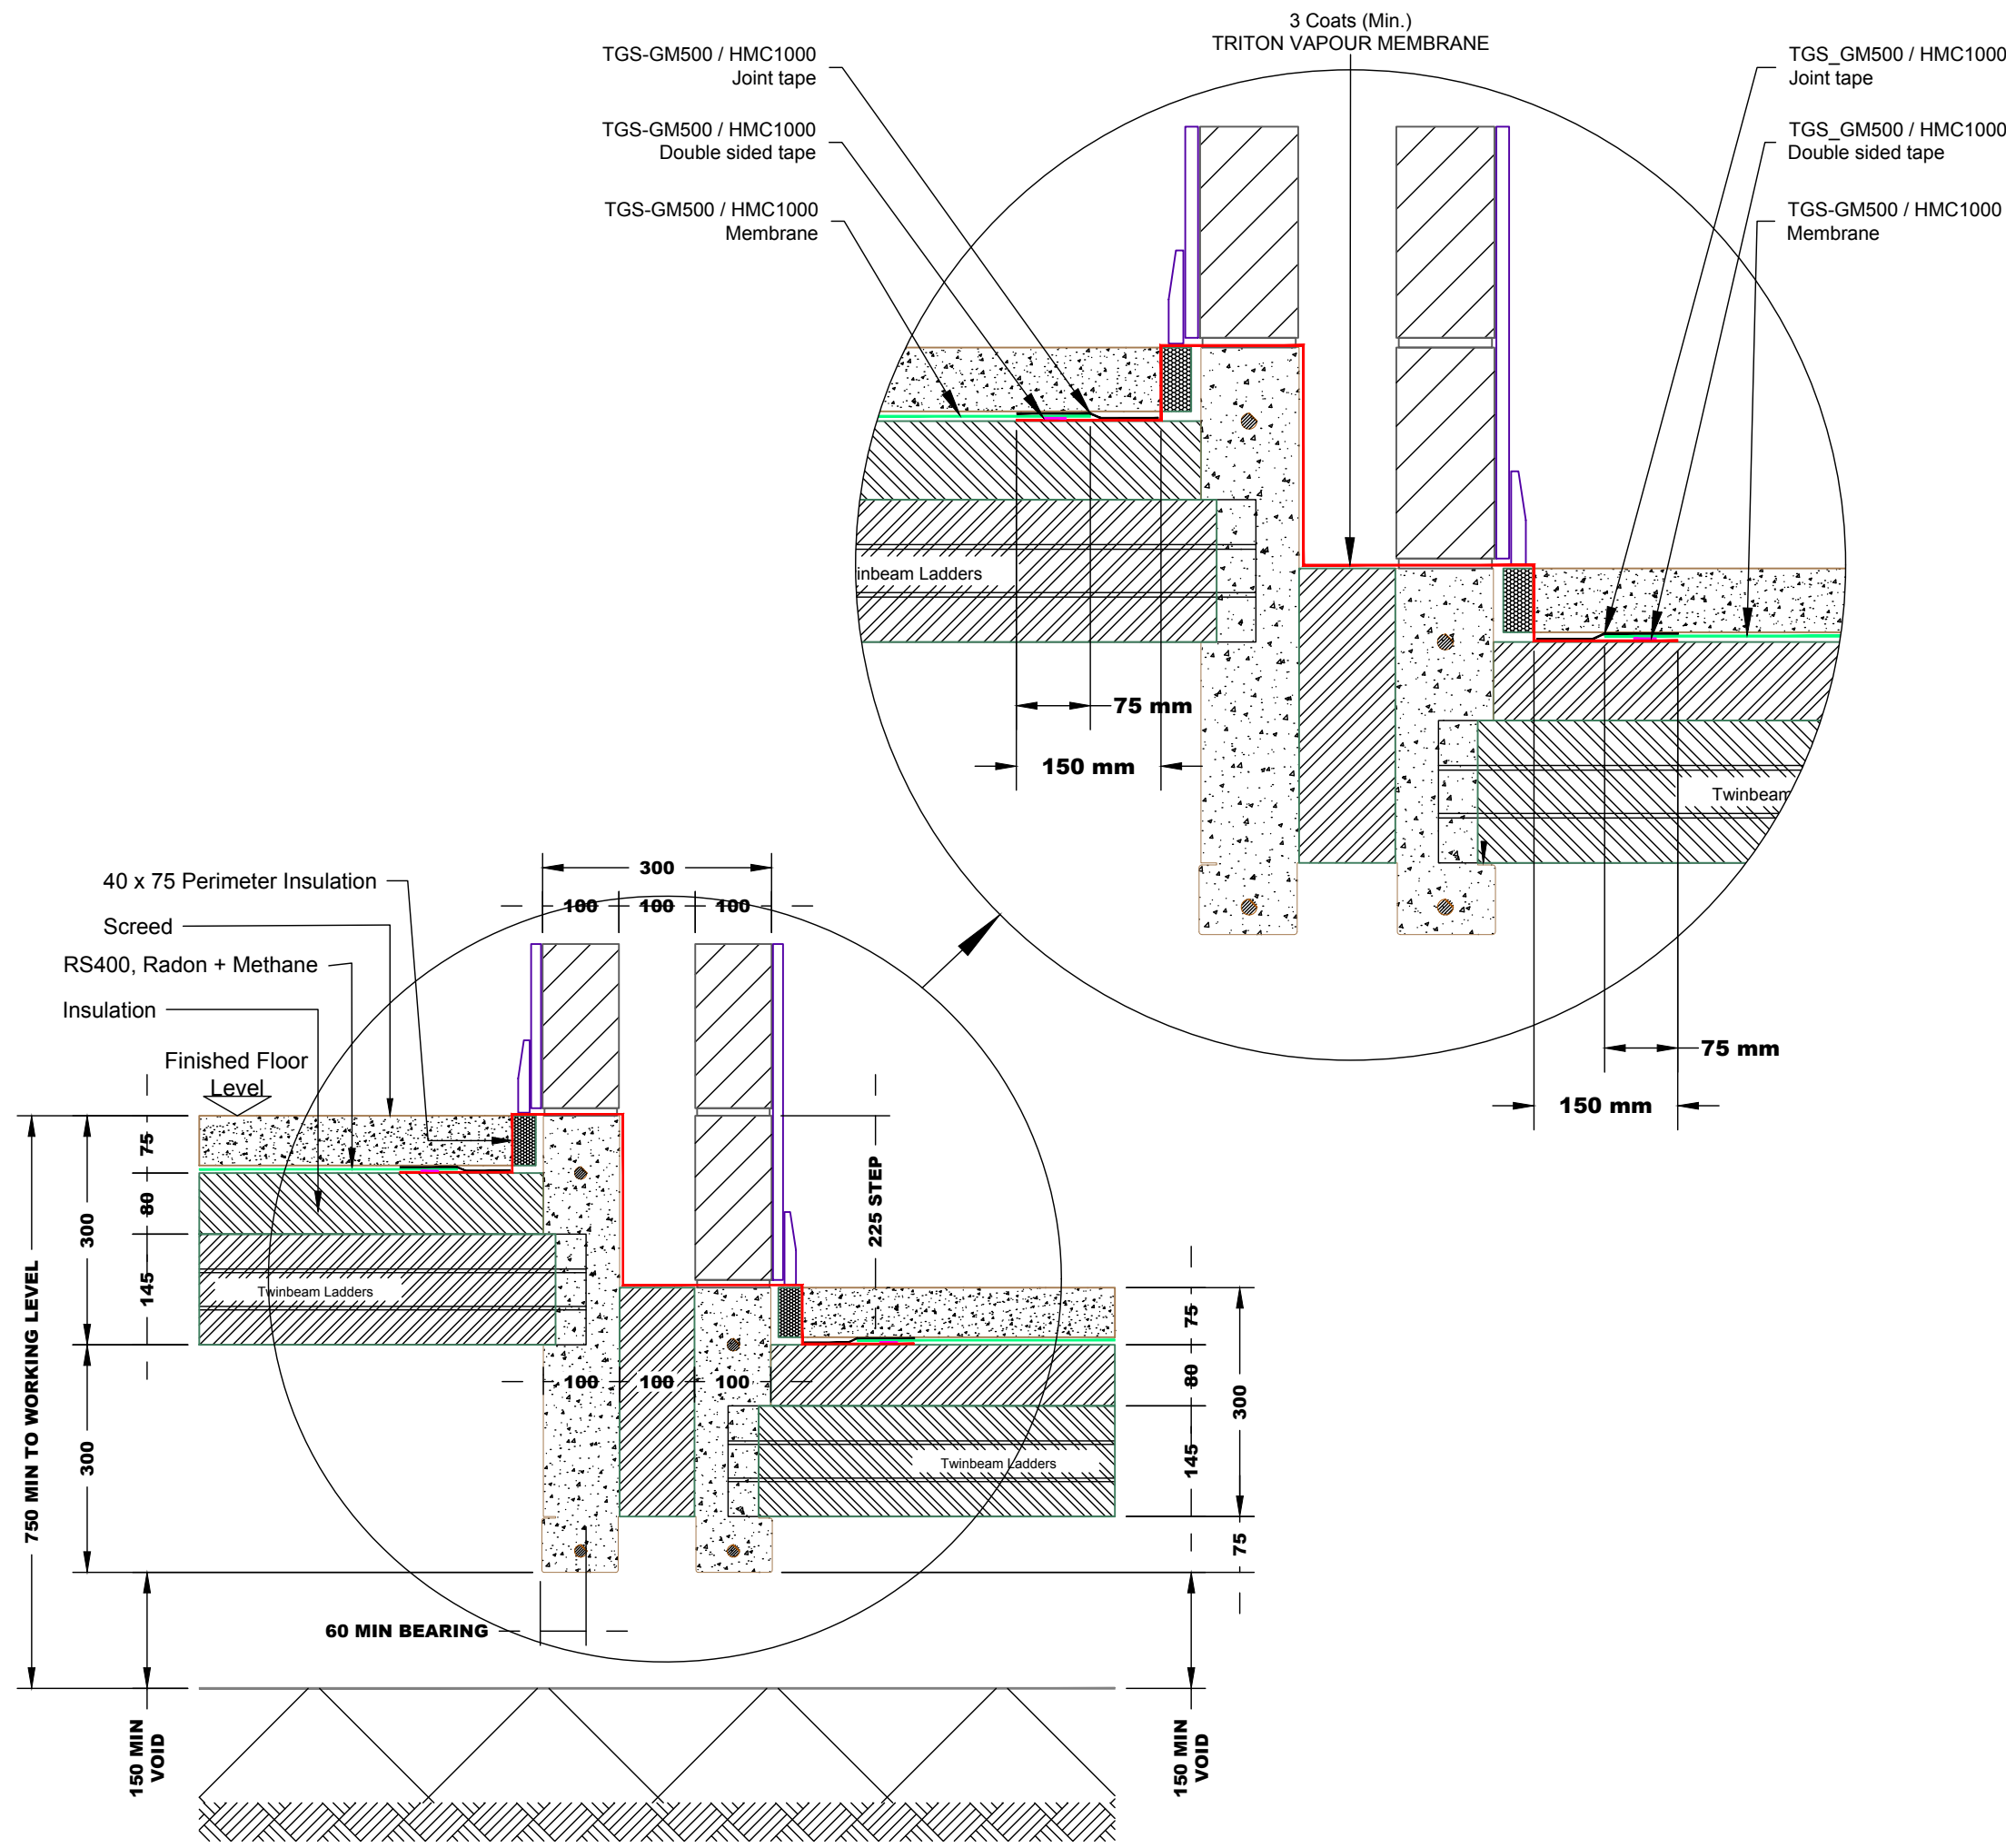 3 Coats (Min.)
TRITON VAPOUR MEMBRANE
TGS-GM500 / HMC1000
Joint tape
TGS-GM500 / HMC1000
Double sided tape
TGS-GM500 / HMC1000
Membrane
TGS_GM500 / HMC1000
Joint tape
TGS_GM500 / HMC1000
Double sided tape
TGS-GM500 / HMC1000
Membrane
inbeam Ladders
75 mm
150 mm
Twinbeam
75 mm
150 mm
40 x 75 Perimeter Insulation
Screed
RS400, Radon + Methane
Insulation
Finished Floor
Level
300
100
100
100
75
80
145
300
300
750 MIN TO WORKING LEVEL
Twinbeam Ladders
225 STEP
100
100
100
Twinbeam Ladders
75
80
145
300
75
60 MIN BEARING
150 MIN
VOID
150 MIN
VOID